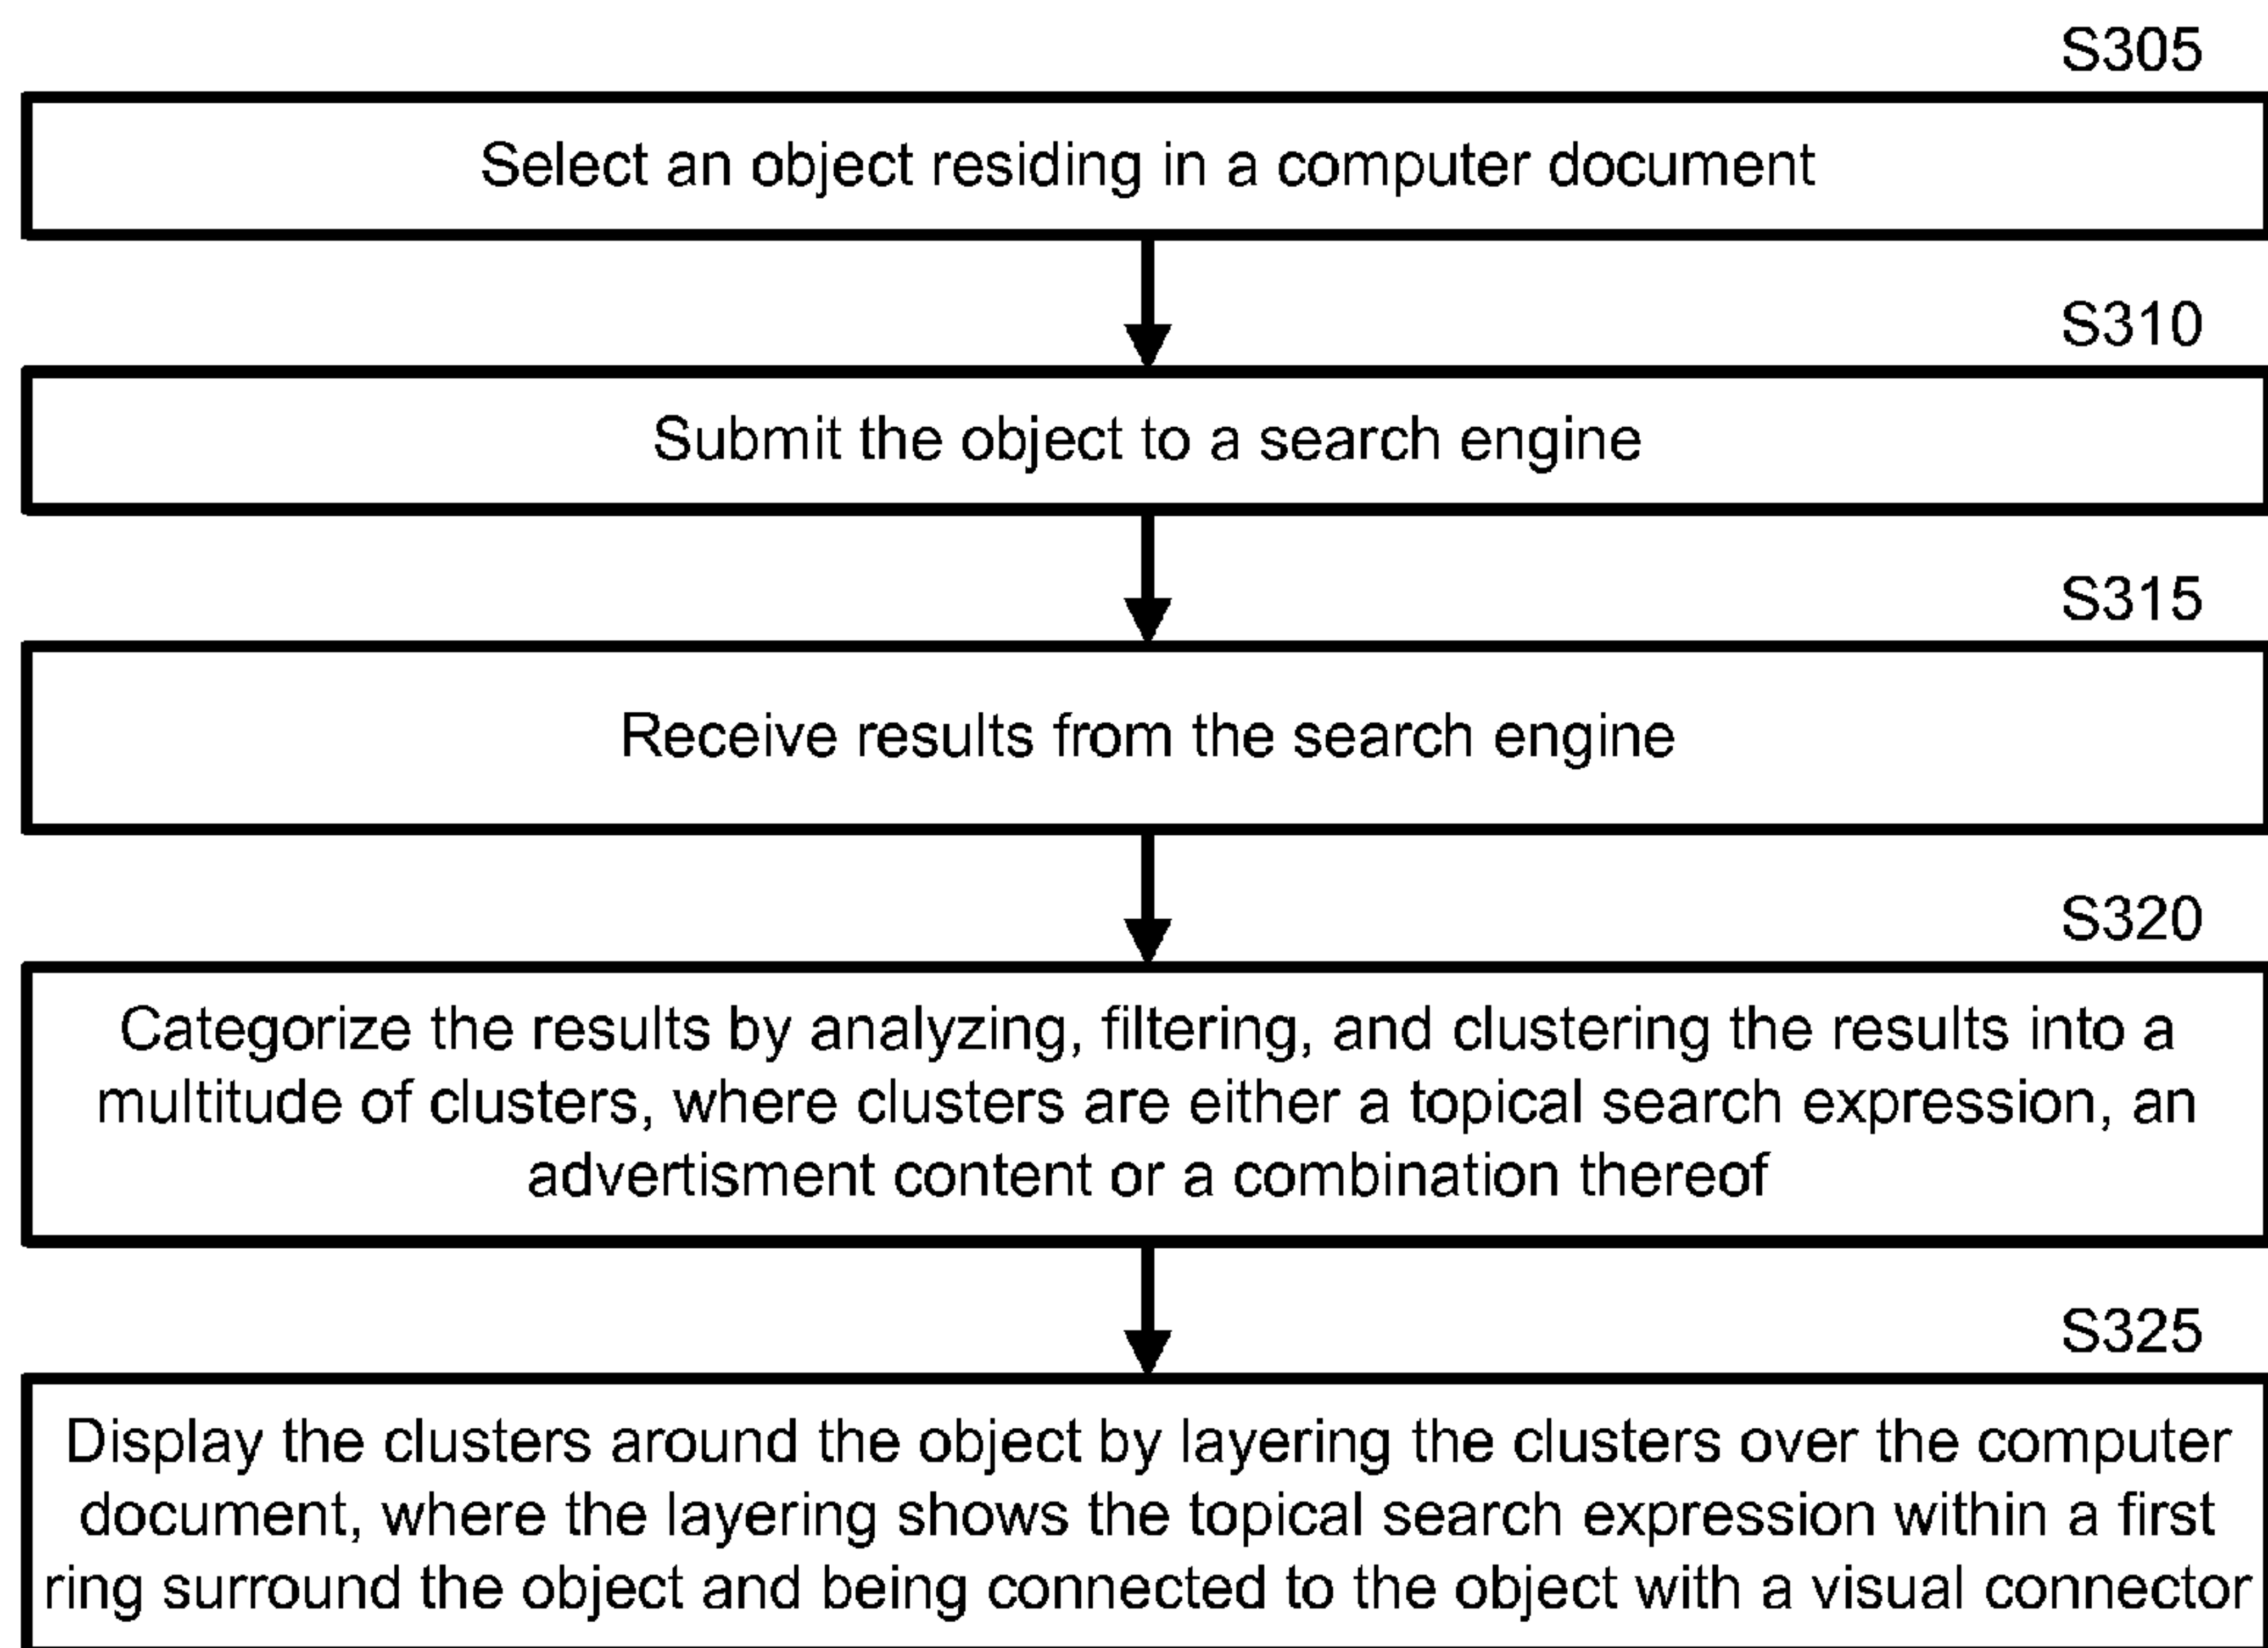 S305
Select an object residing in a computer document
S310
Submit the object to a search engine
S315
Receive results from the search engine
S320
Categorize the results by analyzing, filtering, and clustering the results into a
multitude of clusters, where clusters are either a topical search expression, an
advertisment content or a combination thereof
S325
Display the clusters around the object by layering the clusters over the computer
document, where the layering shows the topical search expression within a first
ring surround the object and being connected to the object with a visual connector